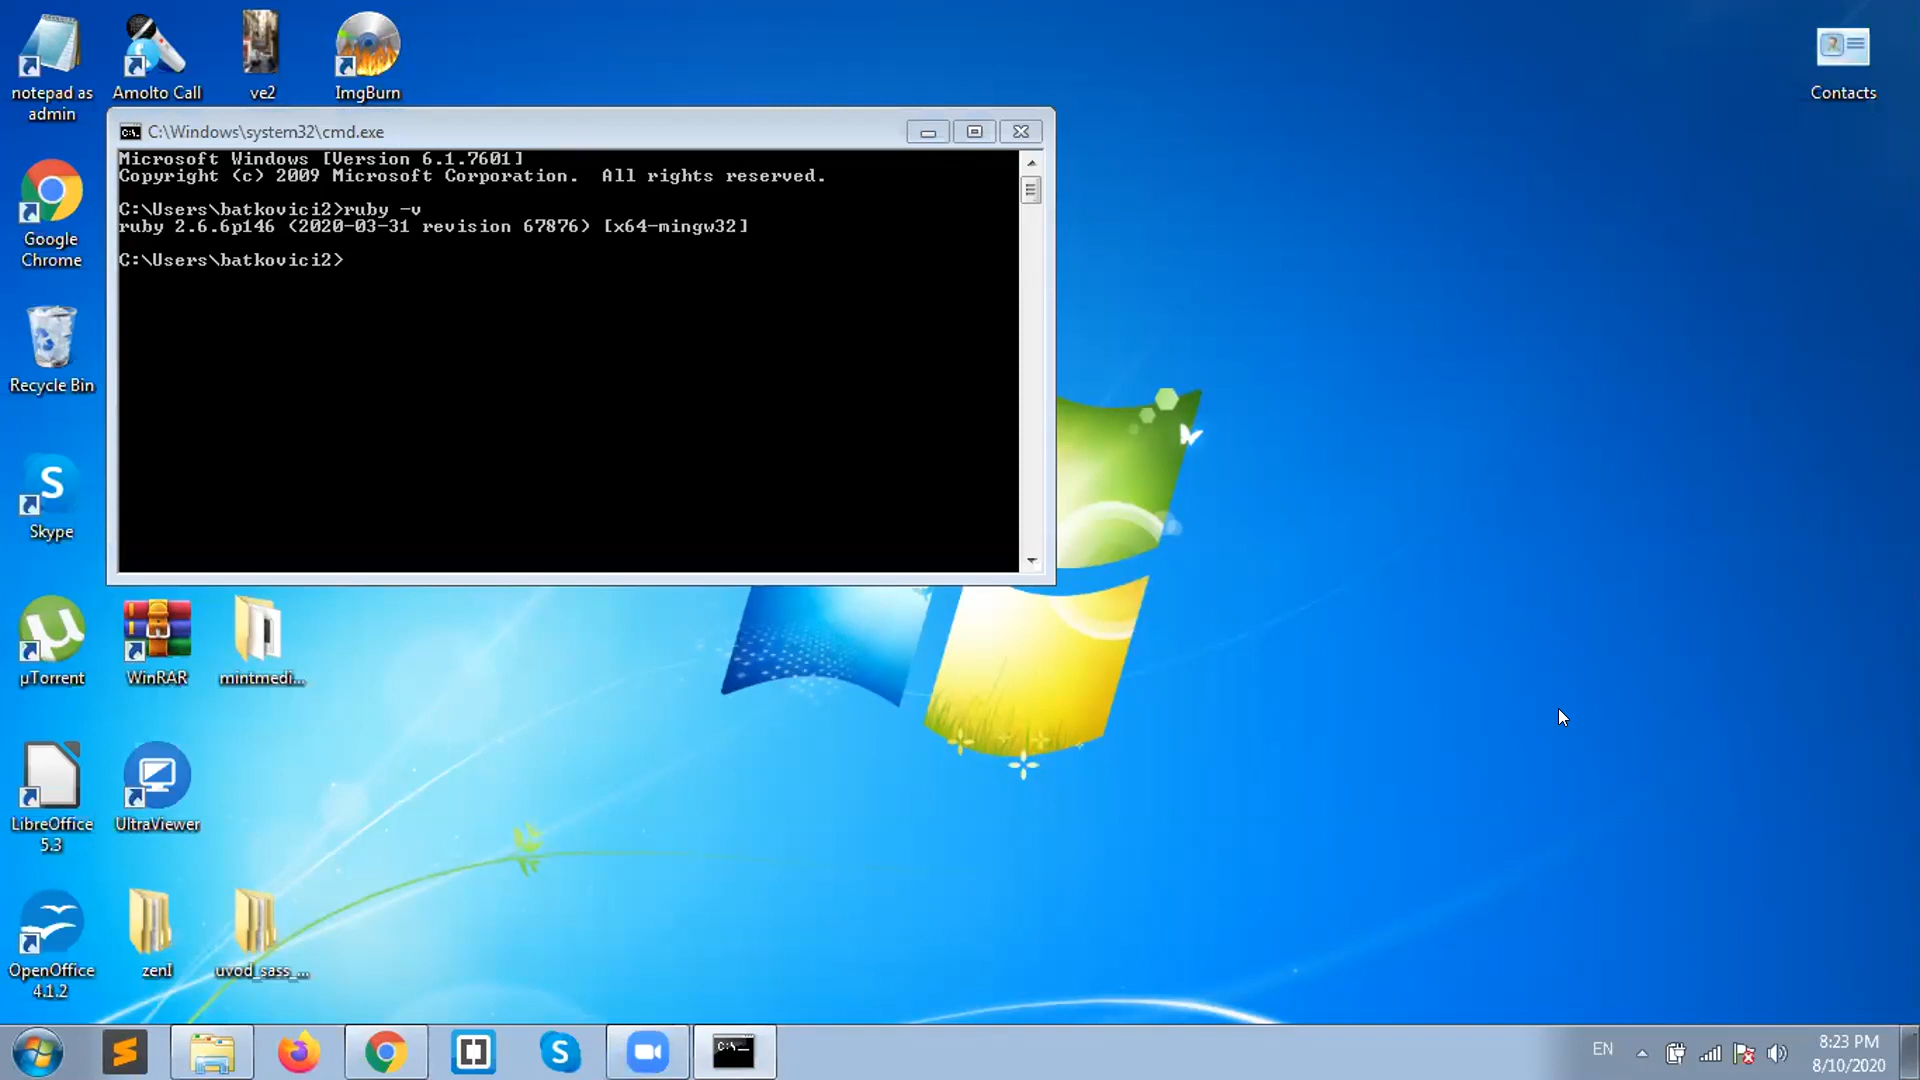 notepad as
admin
Amolto Call
ve2
ImgBurn
Contacts
C:\Windows\system32\cmd.exe
Microsoft Windows [Version 6.1.7601]
Copyright (c) 2009 Microsoft Corporation.  All rights reserved.
C:\Users\batkovici2>ruby -v
ruby 2.6.6p146 (2020-03-31 revision 67876) [x64-mingw32]
C:\Users\batkovici2>
Google
Chrome
Recycle Bin
Skype
µTorrent
WinRAR
mintmedi...
LibreOffice
5.3
UltraViewer
OpenOffice
4.1.2
zenI
uvod_sass_...
EN
8:23 PM
8/10/2020